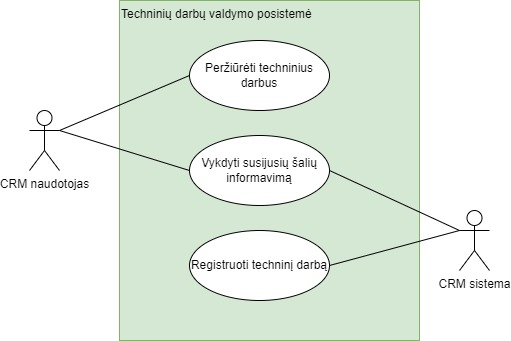 Techninių darbų valdymo posistemė
Peržiūrėti techninius
darbus
CRM naudotojas
Vykdyti susijusių šalių
informavimą
Registruoti techninį darbą
CRM sistema